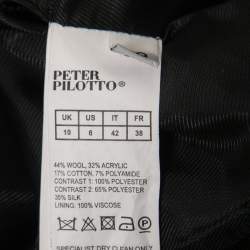 PETER
PILOTTO®
UK US IT FR
10 6 42 38
44% WOOL, 32% ACRYLIC
17% COTTON, 7% POLYAMIDE
CONTRAST 1: 100% POLYESTER
CONTRAST 2: 65% POLYESTER
35% SILK
LINING: 100% VISCOSE
SPECIALIST DRY CLEAN ONLY